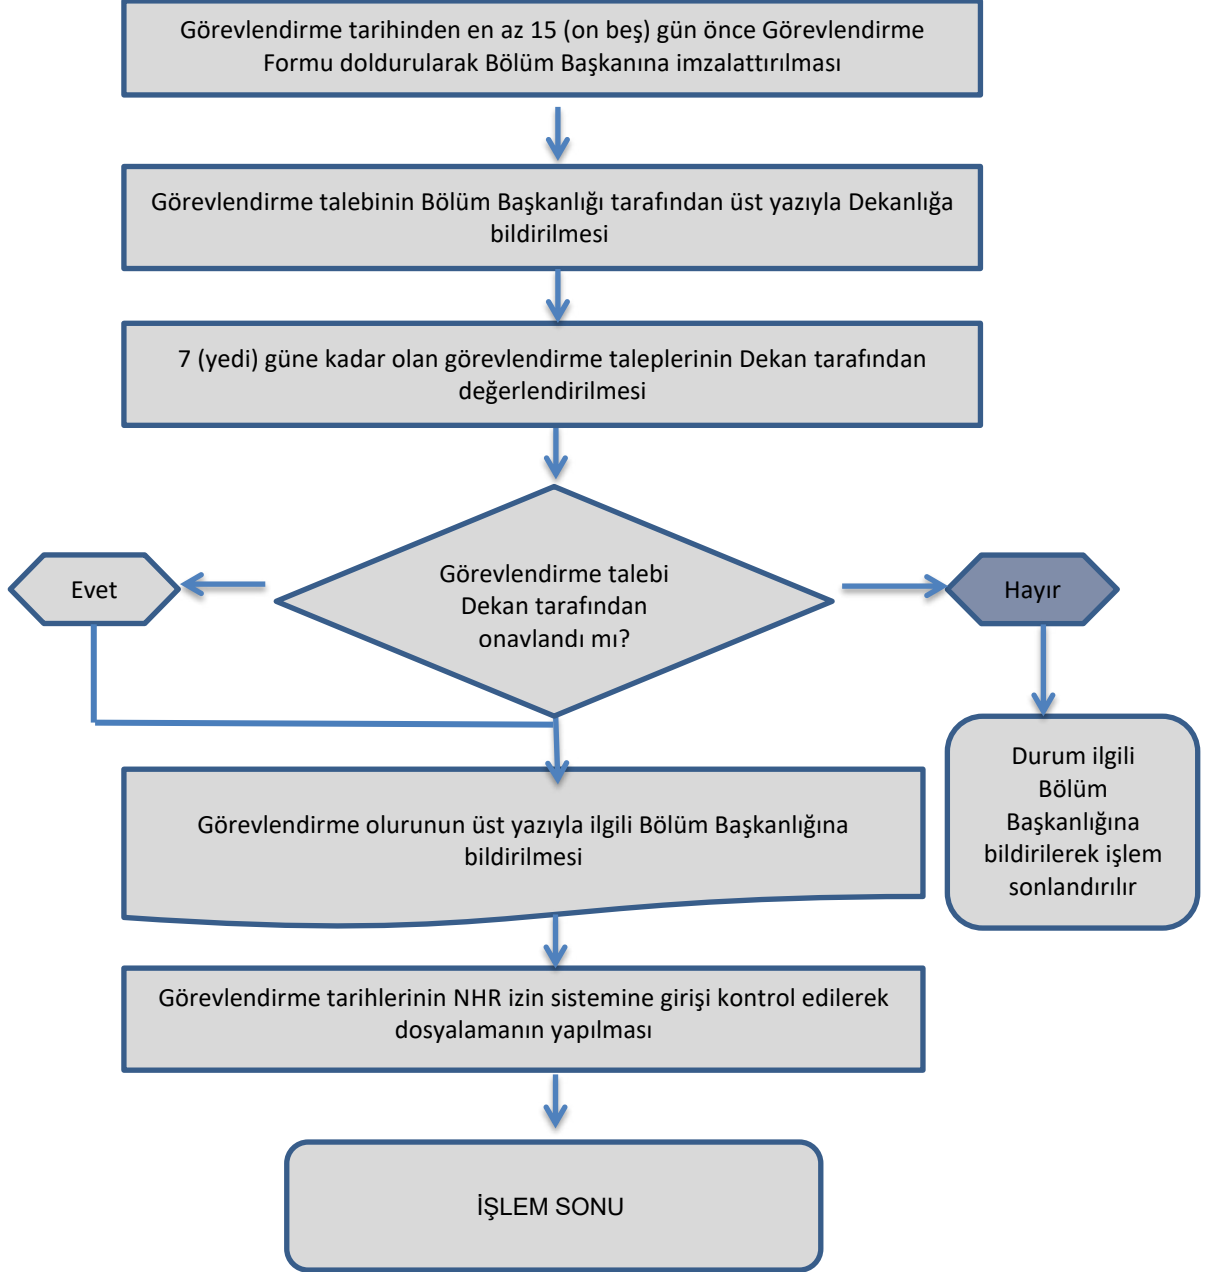 Görevlendirme tarihinden en az 15 (on beş) gün önce Görevlendirme
Formu doldurularak Bölüm Başkanına imzalattırılması
Görevlendirme talebinin Bölüm Başkanlığı tarafından üst yazıyla Dekanlığa
bildirilmesi
7 (yedi) güne kadar olan görevlendirme taleplerinin Dekan tarafından
değerlendirilmesi
Görevlendirme talebi
Dekan tarafından
onavlandı mı?
Evet
Hayır
Durum ilgili
Bölüm
Başkanlığına
bildirilerek işlem
sonlandırılır
Görevlendirme olurunun üst yazıyla ilgili Bölüm Başkanlığına
bildirilmesi
Görevlendirme tarihlerinin NHR izin sistemine girişi kontrol edilerek
dosyalamanın yapılması
İŞLEM SONU